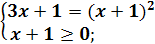 3x + 1 = (x + 1)²
x + 1 ≥ 0;